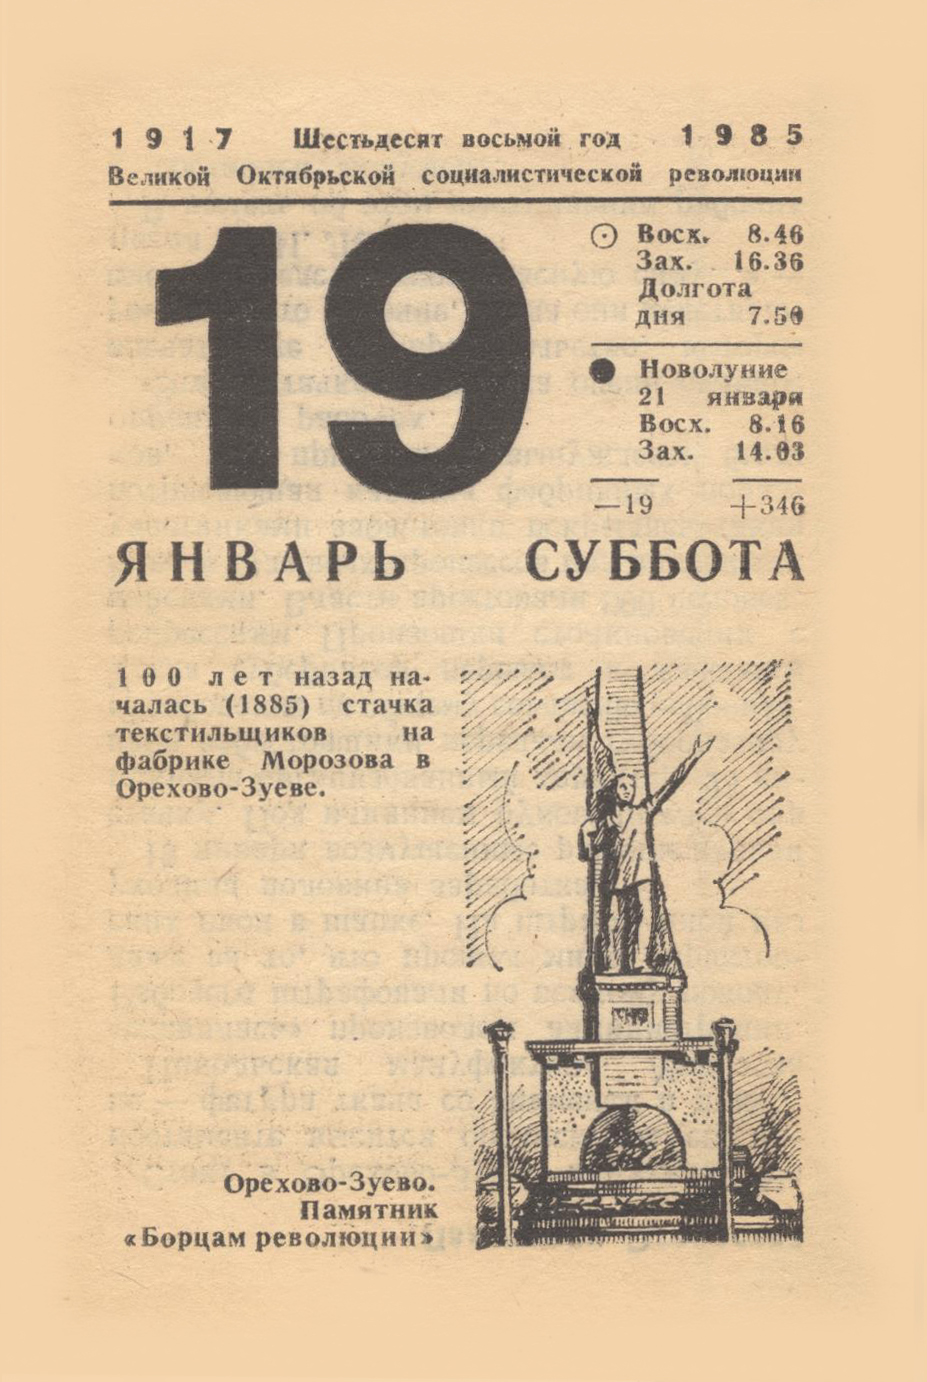 1917 Шестьдесят восьмой год 1985
Великой Октябрьской социалистической революции
19
Восх. 8.46
Зах. 16.36
Долгота
дня 7.50
Новолуние
21 января
Восх. 8.16
Зах. 14.03
—19 +346
ЯНВАРЬ СУББОТА
100 лет назад на-
чалась (1885) стачка
текстильщиков на
фабрике Морозова в
Орехово-Зуеве.
Орехово-Зуево.
Памятник
«Борцам революции»